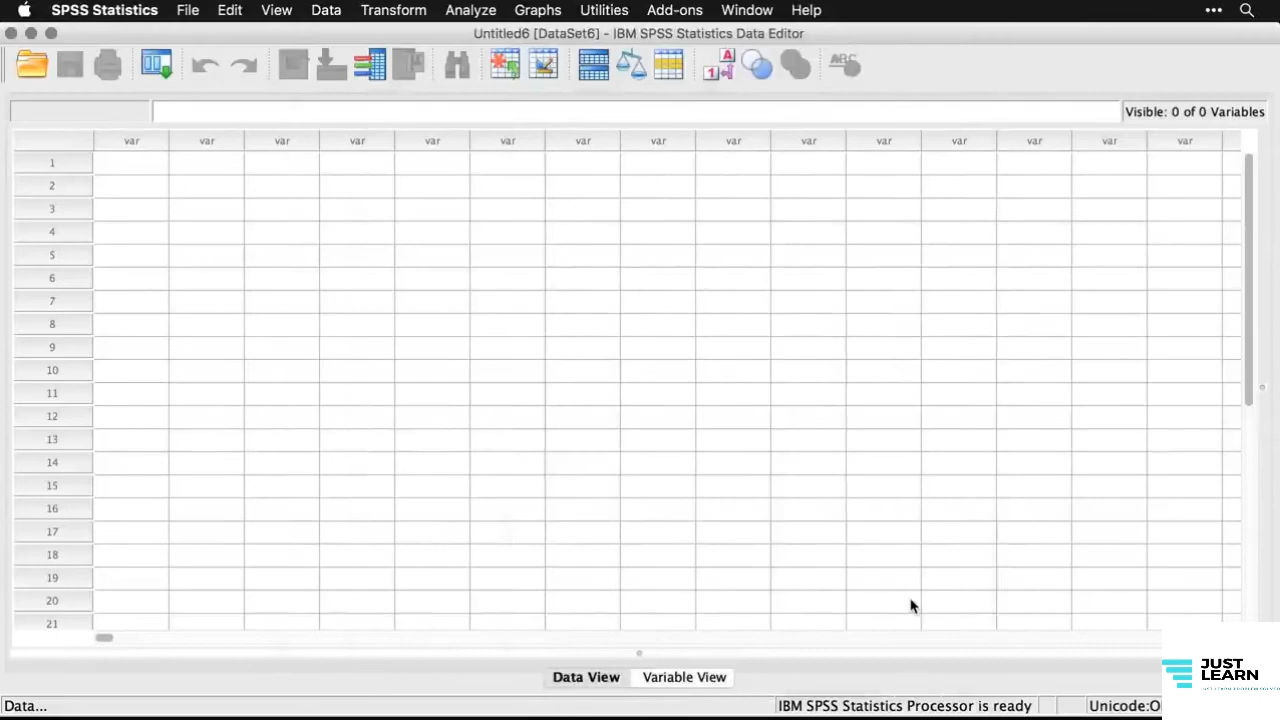 SPSS Statistics File Edit View Data Transform Analyze Graphs Utilities Add-ons Window Help
Untitled6 [DataSet6] - IBM SPSS Statistics Data Editor
A
1
ABC
Visible: 0 of 0 Variables
var var var var var var var var var var var var var var var
1
2
3
4
5
6
7
8
9
10
11
12
13
14
15
16
17
18
19
20
21
Data View Variable View
JUST
LEARN
Data... IBM SPSS Statistics Processor is ready Unicode:O